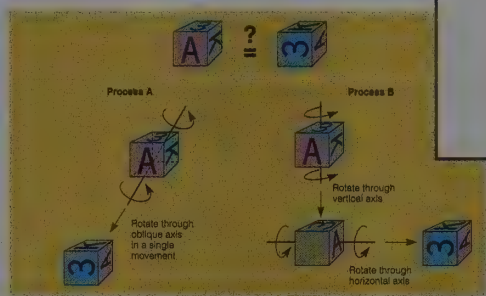 A
?
=
3
A
Process A
Process B
A
A
Rotate through
vertical axis
Rotate through
oblique axis
in a single
movement
3
A
3
Rotate through
horizontal axis